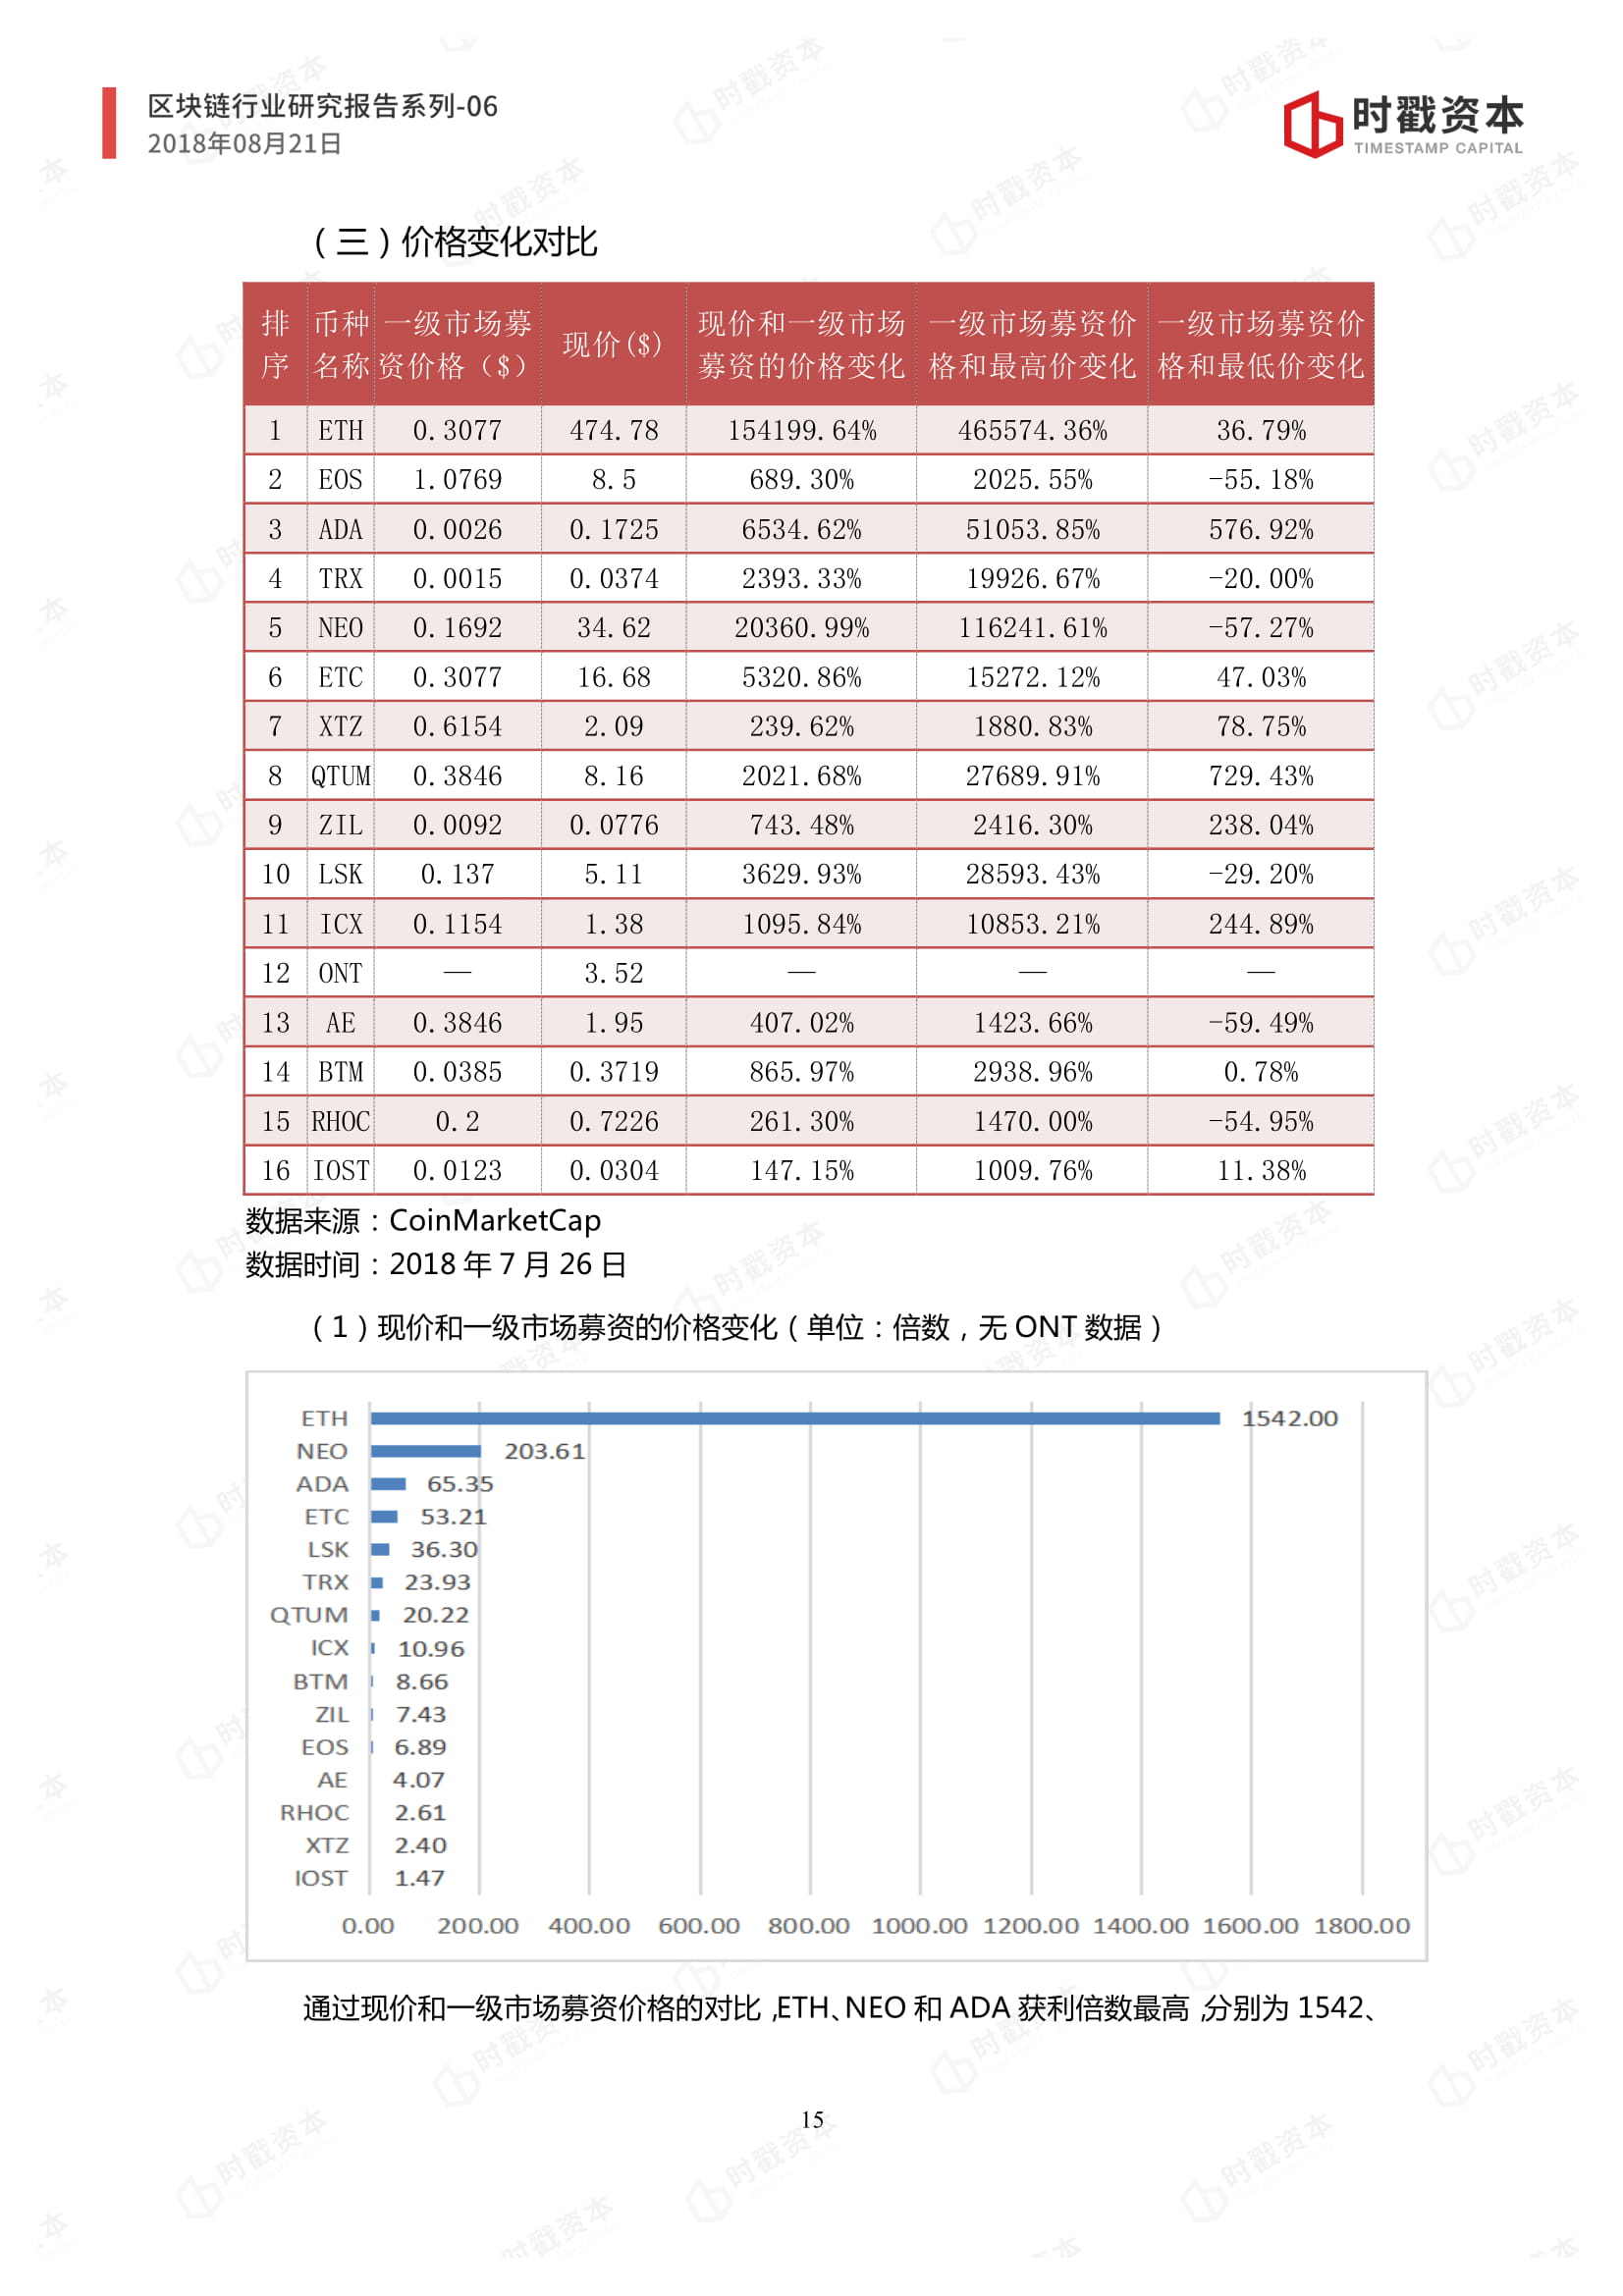 区块链行业研究报告系列-06
2018年08月21日
时戳资本
TIMESTAMP CAPITAL
（三）价格变化对比
排序 币种名称 一级市场募资价格（$） 现价($) 现价和一级市场募资的价格变化 一级市场募资价格和最高价变化 一级市场募资价格和最低价变化
1 ETH 0.3077 474.78 154199.64% 465574.36% 36.79%
2 EOS 1.0769 8.5 689.30% 2025.55% -55.18%
3 ADA 0.0026 0.1725 6534.62% 51053.85% 576.92%
4 TRX 0.0015 0.0374 2393.33% 19926.67% -20.00%
5 NEO 0.1692 34.62 20360.99% 116241.61% -57.27%
6 ETC 0.3077 16.68 5320.86% 15272.12% 47.03%
7 XTZ 0.6154 2.09 239.62% 1880.83% 78.75%
8 QTUM 0.3846 8.16 2021.68% 27689.91% 729.43%
9 ZIL 0.0092 0.0776 743.48% 2416.30% 238.04%
10 LSK 0.137 5.11 3629.93% 28593.43% -29.20%
11 ICX 0.1154 1.38 1095.84% 10853.21% 244.89%
12 ONT — 3.52 — — —
13 AE 0.3846 1.95 407.02% 1423.66% -59.49%
14 BTM 0.0385 0.3719 865.97% 2938.96% 0.78%
15 RHOC 0.2 0.7226 261.30% 1470.00% -54.95%
16 IOST 0.0123 0.0304 147.15% 1009.76% 11.38%
数据来源：CoinMarketCap
数据时间：2018 年 7 月 26 日
（1）现价和一级市场募资的价格变化（单位：倍数，无 ONT 数据）
ETH 1542.00
NEO 203.61
ADA 65.35
ETC 53.21
LSK 36.30
TRX 23.93
QTUM 20.22
ICX 10.96
BTM 8.66
ZIL 7.43
EOS 6.89
AE 4.07
RHOC 2.61
XTZ 2.40
IOST 1.47
0.00 200.00 400.00 600.00 800.00 1000.00 1200.00 1400.00 1600.00 1800.00
通过现价和一级市场募资价格的对比，ETH、NEO 和 ADA 获利倍数最高，分别为 1542、
15